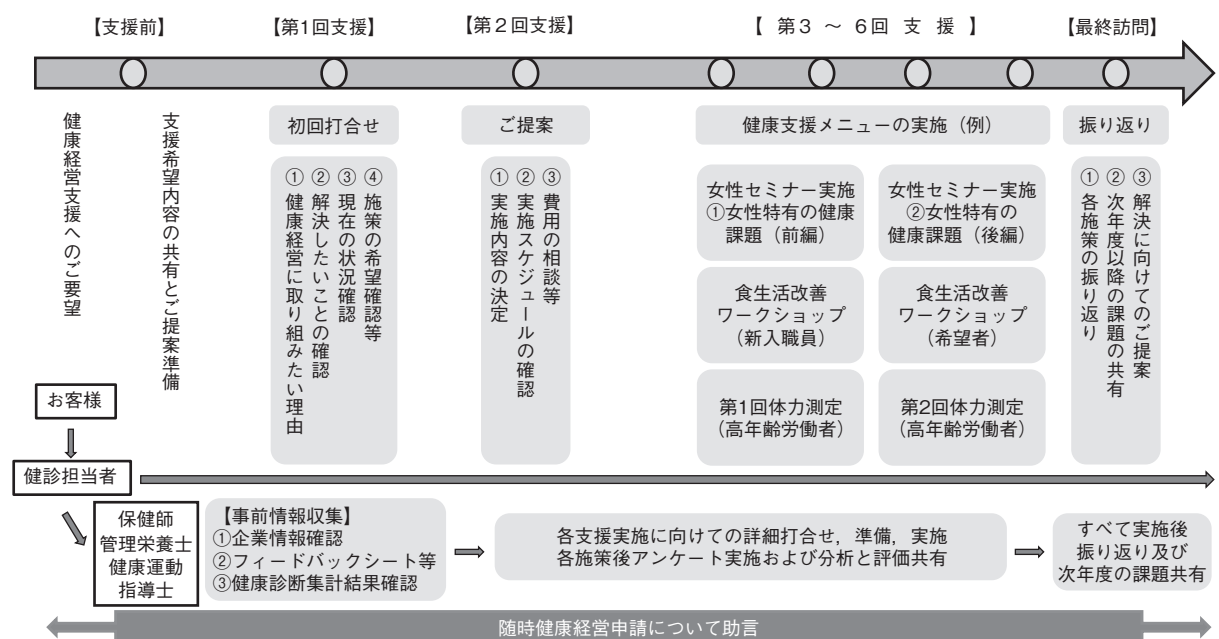 【支援前】
【第1回支援】
【第2回支援】
【 第3 ～ 6回 支 援 】
【最終訪問】
健康経営支援へのご要望
支援希望内容の共有とご提案準備
初回打合せ
①健康経営に取り組みたい理由
②解決したいことの確認
③現在の状況確認
④施策の希望確認等
ご提案
①実施内容の決定
②実施スケジュールの確認
③費用の相談等
健康支援メニューの実施（例）
女性セミナー実施
①女性特有の健康
課題（前編）
女性セミナー実施
②女性特有の
健康課題（後編）
食生活改善
ワークショップ
（新入職員）
食生活改善
ワークショップ
（希望者）
第1回体力測定
（高年齢労働者）
第2回体力測定
（高年齢労働者）
振り返り
①各施策の振り返り
②次年度以降の課題の共有
③解決に向けてのご提案
お客様
健診担当者
保健師
管理栄養士
健康運動
指導士
【事前情報収集】
①企業情報確認
②フィードバックシート等
③健康診断集計結果確認
各支援実施に向けての詳細打合せ，準備，実施
各施策後アンケート実施および分析と評価共有
すべて実施後
振り返り及び
次年度の課題共有
随時健康経営申請について助言